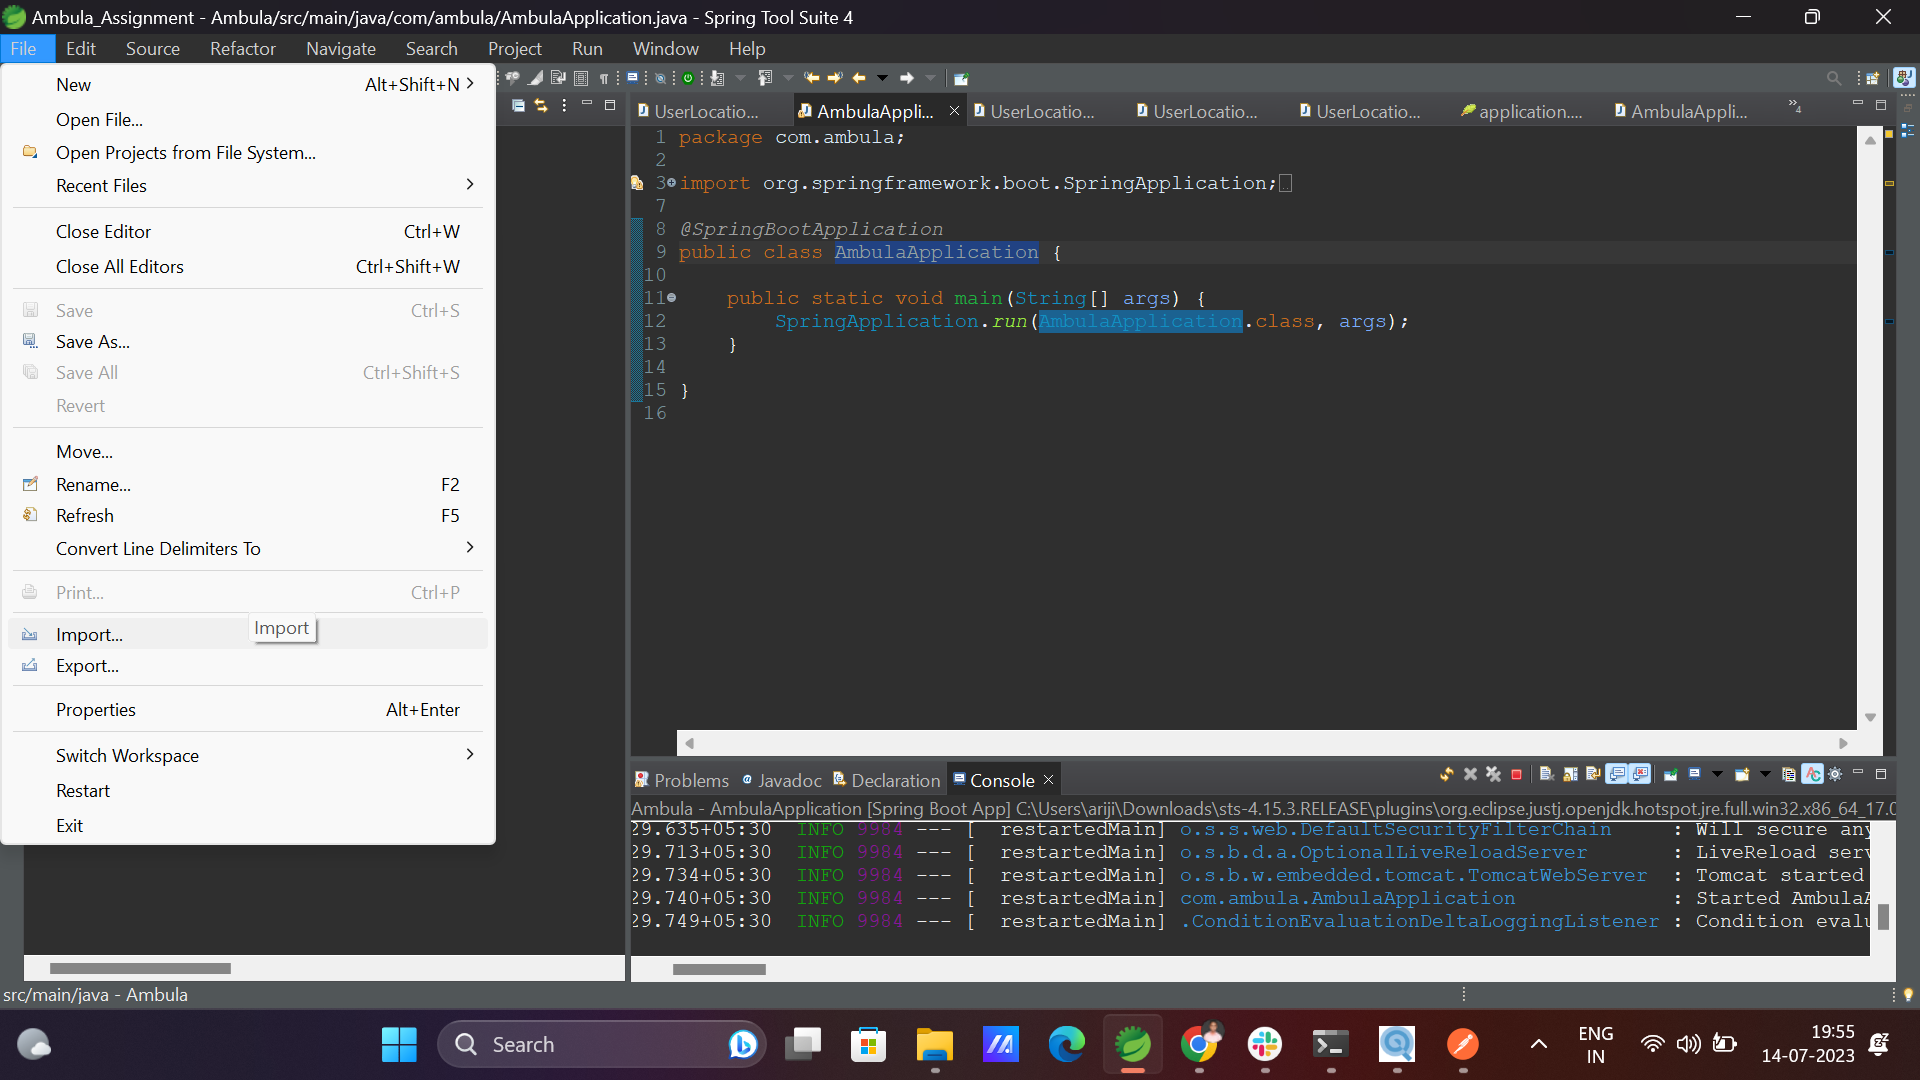 Ambula_Assignment - Ambula/src/main/java/com/ambula/AmbulaApplication.java - Spring Tool Suite 4
File Edit Source Refactor Navigate Search Project Run Window Help
New Alt+Shift+N
Open File...
Open Projects from File System...
Recent Files
Close Editor Ctrl+W
Close All Editors Ctrl+Shift+W
Save Ctrl+S
Save As...
Save All Ctrl+Shift+S
Revert
Move...
Rename... F2
Refresh F5
Convert Line Delimiters To
Print... Ctrl+P
Import...
Import
Export...
Properties Alt+Enter
Switch Workspace
Restart
Exit
UserLocatio... AmbulaAppli... UserLocatio... UserLocatio... UserLocatio... application.... AmbulaAppli... »4
1 package com.ambula;
2
3 import org.springframework.boot.SpringApplication;
7
8 @SpringBootApplication
9 public class AmbulaApplication {
10
11 public static void main(String[] args) {
12 SpringApplication.run(AmbulaApplication.class, args);
13 }
14
15 }
16
Problems Javadoc Declaration Console
Ambula - AmbulaApplication [Spring Boot App] C:\Users\ariji\Downloads\sts-4.15.3.RELEASE\plugins\org.eclipse.justj.openjdk.hotspot.jre.full.win32.x86_64_17.0
29.635+05:30 INFO 9984 --- [ restartedMain] o.s.s.web.DefaultSecurityFilterChain : Will secure any
29.713+05:30 INFO 9984 --- [ restartedMain] o.s.b.d.a.OptionalLiveReloadServer : LiveReload serv
29.734+05:30 INFO 9984 --- [ restartedMain] o.s.b.w.embedded.tomcat.TomcatWebServer : Tomcat started
29.740+05:30 INFO 9984 --- [ restartedMain] com.ambula.AmbulaApplication : Started AmbulaA
29.749+05:30 INFO 9984 --- [ restartedMain] .ConditionEvaluationDeltaLoggingListener : Condition evalu
src/main/java - Ambula
Search
ENG
IN
19:55
14-07-2023